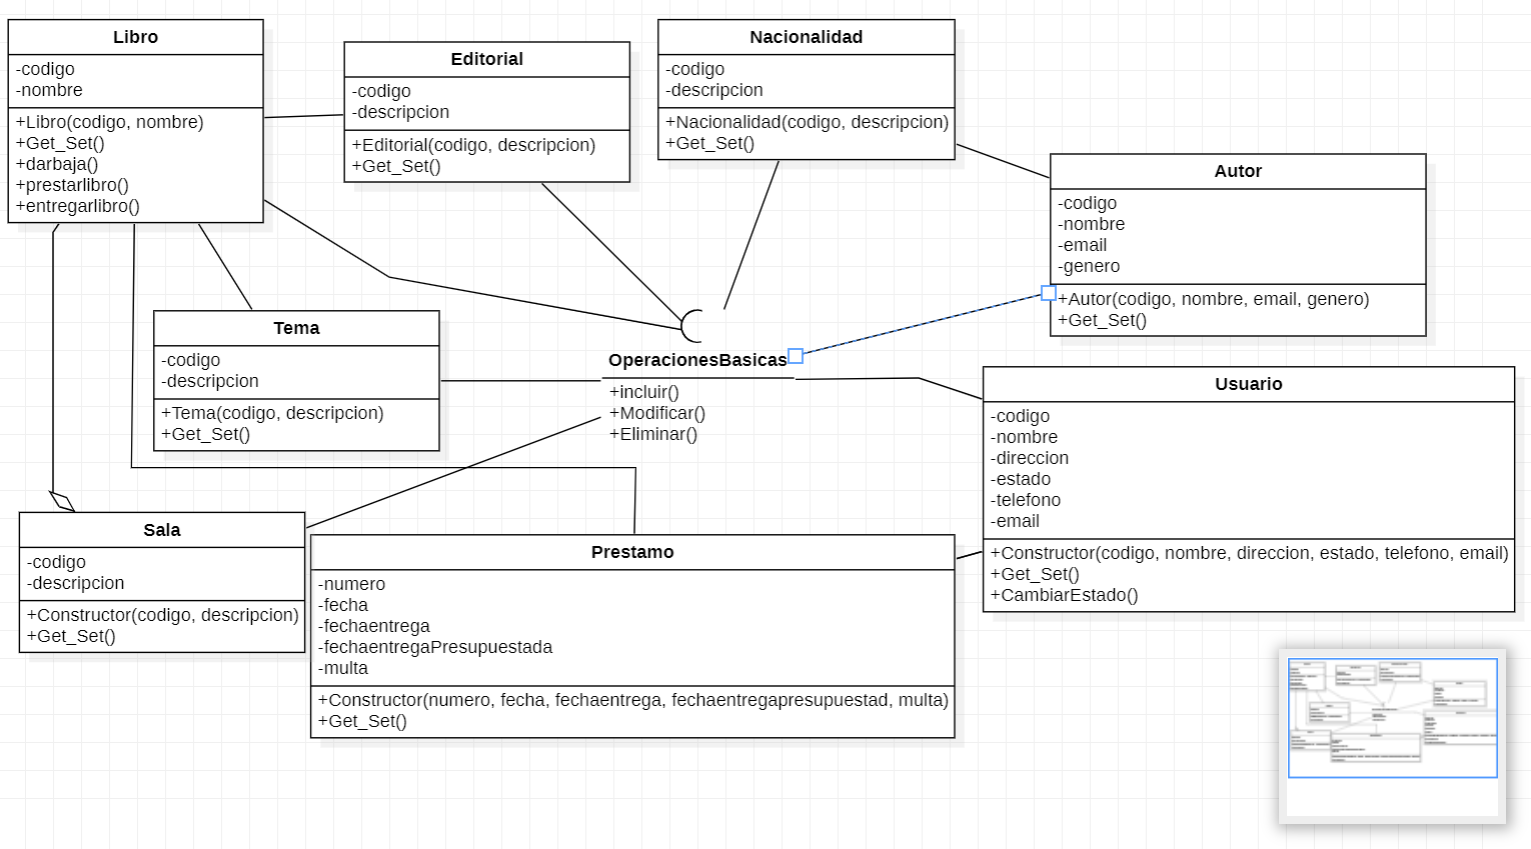 Libro
-codigo
-nombre
+Libro(codigo, nombre)
+Get_Set()
+darbaja()
+prestarlibro()
+entregarlibro()
Editorial
-codigo
-descripcion
+Editorial(codigo, descripcion)
+Get_Set()
Nacionalidad
-codigo
-descripcion
+Nacionalidad(codigo, descripcion)
+Get_Set()
Autor
-codigo
-nombre
-email
-genero
+Autor(codigo, nombre, email, genero)
+Get_Set()
Tema
-codigo
-descripcion
+Tema(codigo, descripcion)
+Get_Set()
OperacionesBasicas
+incluir()
+Modificar()
+Eliminar()
Usuario
-codigo
-nombre
-direccion
-estado
-telefono
-email
+Constructor(codigo, nombre, direccion, estado, telefono, email)
+Get_Set()
+CambiarEstado()
Sala
-codigo
-descripcion
+Constructor(codigo, descripcion)
+Get_Set()
Prestamo
-numero
-fecha
-fechaentrega
-fechaentregaPresupuestada
-multa
+Constructor(numero, fecha, fechaentrega, fechaentregapresupuestad, multa)
+Get_Set()